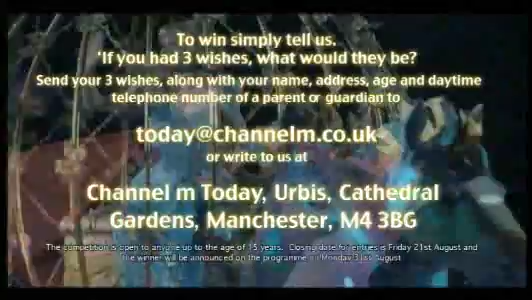 To win simply tell us.
'If you had 3 wishes, what would they be?
Send your 3 wishes, along with your name, address, age and daytime
telephone number of a parent or guardian to
today@channelm.co.uk
or write to us at
Channel m Today, Urbis, Cathedral
Gardens, Manchester, M4 3BG
The competition is open to anyone up to the age of 15 years. Closing date for entries is Friday 21st August and
the winner will be announced on the programme on Monday 31st August